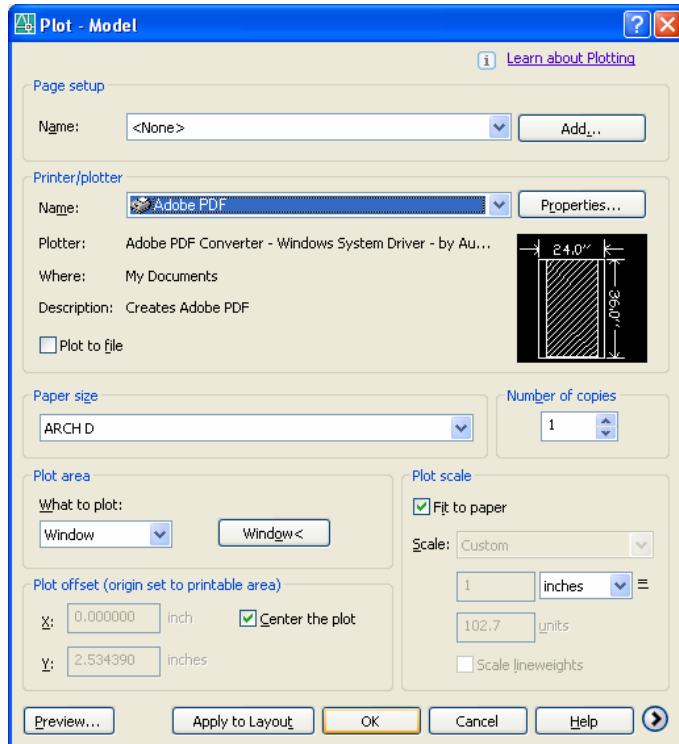 Plot - Model
Learn about Plotting
Page setup
Name: <None> Add...
Printer/plotter
Name: Adobe PDF Properties...
Plotter: Adobe PDF Converter - Windows System Driver - by Au...
Where: My Documents
Description: Creates Adobe PDF
Plot to file
24.0''
36.0''
Paper size
ARCH D
Number of copies
1
Plot area
What to plot:
Window Window<
Plot offset (origin set to printable area)
X: 0.000000 inch Center the plot
Y: 2.534390 inches
Plot scale
Fit to paper
Scale: Custom
1 inches =
102.7 units
Scale lineweights
Preview... Apply to Layout OK Cancel Help